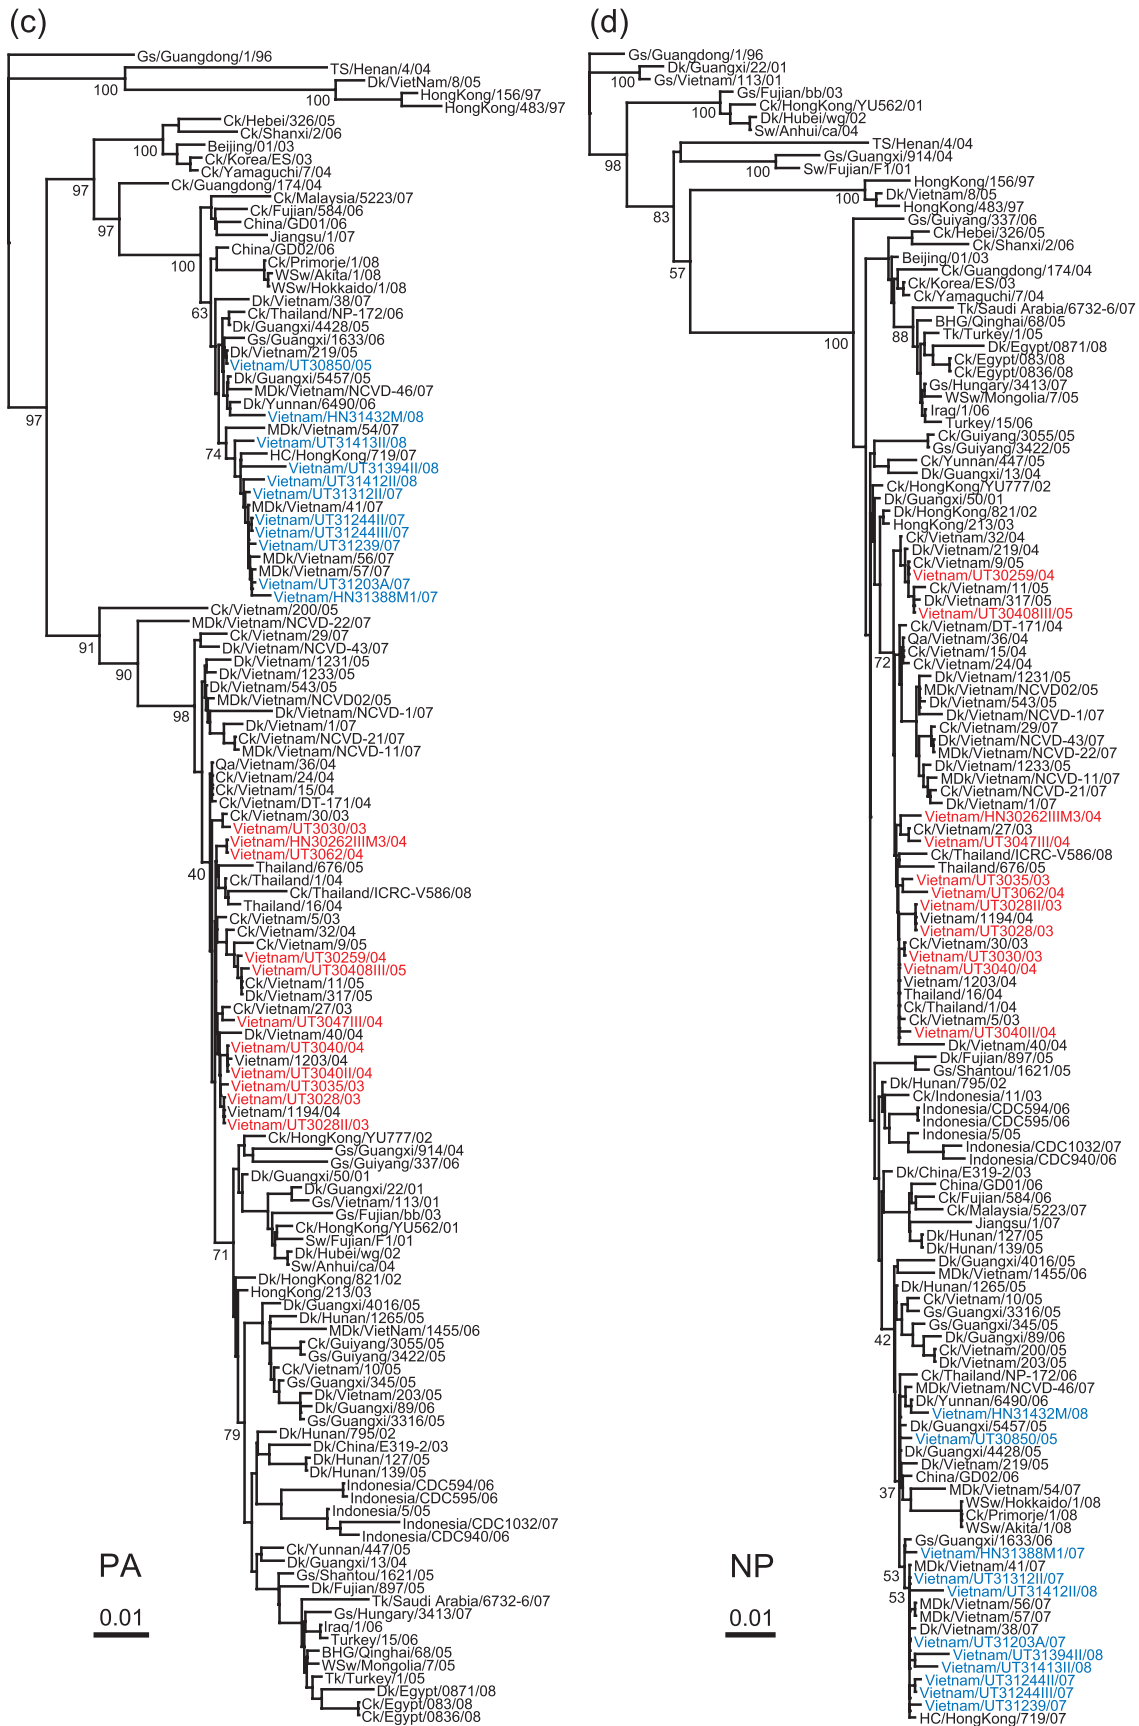 (c)
Gs/Guangdong/1/96
TS/Henan/4/04
Dk/VietNam/8/05
100
HongKong/156/97
100
HongKong/483/97
Ck/Hebei/326/05
Ck/Shanxi/2/06
Beijing/01/03
100
Ck/Korea/ES/03
Ck/Yamaguchi/7/04
Ck/Guangdong/174/04
97
Ck/Malaysia/5223/07
Ck/Fujian/584/06
China/GD01/06
97
Jiangsu/1/07
China/GD02/06
Ck/Primorje/1/08
100
WSw/Akita/1/08
WSw/Hokkaido/1/08
Dk/Vietnam/38/07
63
Ck/Thailand/NP-172/06
Dk/Guangxi/4428/05
Gs/Guangxi/1633/06
Dk/Vietnam/219/05
Vietnam/UT30850/05
Dk/Guangxi/5457/05
MDk/Vietnam/NCVD-46/07
Dk/Yunnan/6490/06
Vietnam/HN31432M/08
97
MDk/Vietnam/54/07
Vietnam/UT31413II/08
74
HC/HongKong/719/07
Vietnam/UT31394II/08
Vietnam/UT31412II/08
Vietnam/UT31312II/07
MDk/Vietnam/41/07
Vietnam/UT31244II/07
Vietnam/UT31244III/07
Vietnam/UT31239/07
MDk/Vietnam/56/07
MDk/Vietnam/57/07
Vietnam/UT31203A/07
Vietnam/HN31388M1/07
Ck/Vietnam/200/05
MDk/Vietnam/NCVD-22/07
Ck/Vietnam/29/07
91
Dk/Vietnam/NCVD-43/07
Dk/Vietnam/1231/05
90
Dk/Vietnam/1233/05
Dk/Vietnam/543/05
MDk/Vietnam/NCVD02/05
98
Dk/Vietnam/NCVD-1/07
Dk/Vietnam/1/07
Ck/Vietnam/NCVD-21/07
MDk/Vietnam/NCVD-11/07
Qa/Vietnam/36/04
Ck/Vietnam/24/04
Ck/Vietnam/15/04
Ck/Vietnam/DT-171/04
Ck/Vietnam/30/03
Vietnam/UT3030/03
Vietnam/HN30262IIIM3/04
Vietnam/UT3062/04
40
Thailand/676/05
Ck/Thailand/1/04
Ck/Thailand/ICRC-V586/08
Thailand/16/04
Ck/Vietnam/5/03
Ck/Vietnam/32/04
Ck/Vietnam/9/05
Vietnam/UT30259/04
Vietnam/UT30408III/05
Ck/Vietnam/11/05
Dk/Vietnam/317/05
Ck/Vietnam/27/03
Vietnam/UT3047III/04
Dk/Vietnam/40/04
Vietnam/UT3040/04
Vietnam/1203/04
Vietnam/UT3040II/04
Vietnam/UT3035/03
Vietnam/UT3028/03
Vietnam/1194/04
Vietnam/UT3028II/03
Ck/HongKong/YU777/02
Gs/Guangxi/914/04
Gs/Guiyang/337/06
Dk/Guangxi/50/01
Dk/Guangxi/22/01
Gs/Vietnam/113/01
Gs/Fujian/bb/03
Ck/HongKong/YU562/01
Sw/Fujian/F1/01
71
Dk/Hubei/wg/02
Sw/Anhui/ca/04
Dk/HongKong/821/02
HongKong/213/03
Dk/Guangxi/4016/05
Dk/Hunan/1265/05
MDk/VietNam/1455/06
Ck/Guiyang/3055/05
Gs/Guiyang/3422/05
Ck/Vietnam/10/05
Gs/Guangxi/345/05
Dk/Vietnam/203/05
Dk/Guangxi/89/06
Gs/Guangxi/3316/05
79
Dk/Hunan/795/02
Dk/China/E319-2/03
Dk/Hunan/127/05
Dk/Hunan/139/05
Indonesia/CDC594/06
Indonesia/CDC595/06
Indonesia/5/05
Indonesia/CDC1032/07
Indonesia/CDC940/06
Ck/Yunnan/447/05
Dk/Guangxi/13/04
Gs/Shantou/1621/05
Dk/Fujian/897/05
Tk/Saudi Arabia/6732-6/07
Gs/Hungary/3413/07
Iraq/1/06
Turkey/15/06
BHG/Qinghai/68/05
WSw/Mongolia/7/05
Tk/Turkey/1/05
Dk/Egypt/0871/08
Ck/Egypt/083/08
Ck/Egypt/0836/08
PA
0.01
(d)
Gs/Guangdong/1/96
Dk/Guangxi/22/01
100
Gs/Vietnam/113/01
Gs/Fujian/bb/03
Ck/HongKong/YU562/01
100
Dk/Hubei/wg/02
Sw/Anhui/ca/04
TS/Henan/4/04
98
Gs/Guangxi/914/04
100
Sw/Fujian/F1/01
HongKong/156/97
Dk/Vietnam/8/05
100
HongKong/483/97
83
Gs/Guiyang/337/06
Ck/Hebei/326/05
Ck/Shanxi/2/06
57
Beijing/01/03
Ck/Guangdong/174/04
Ck/Korea/ES/03
Ck/Yamaguchi/7/04
Tk/Saudi Arabia/6732-6/07
BHG/Qinghai/68/05
88
Tk/Turkey/1/05
100
Dk/Egypt/0871/08
Ck/Egypt/083/08
Ck/Egypt/0836/08
Gs/Hungary/3413/07
WSw/Mongolia/7/05
Iraq/1/06
Turkey/15/06
Ck/Guiyang/3055/05
Gs/Guiyang/3422/05
Ck/Yunnan/447/05
Dk/Guangxi/13/04
Ck/HongKong/YU777/02
Dk/Guangxi/50/01
Dk/HongKong/821/02
HongKong/213/03
Ck/Vietnam/32/04
Dk/Vietnam/219/04
Ck/Vietnam/9/05
Vietnam/UT30259/04
Ck/Vietnam/11/05
Dk/Vietnam/317/05
Vietnam/UT30408III/05
Ck/Vietnam/DT-171/04
Qa/Vietnam/36/04
Ck/Vietnam/15/04
72
Ck/Vietnam/24/04
Dk/Vietnam/1231/05
MDk/Vietnam/NCVD02/05
Dk/Vietnam/543/05
Dk/Vietnam/NCVD-1/07
Ck/Vietnam/29/07
Dk/Vietnam/NCVD-43/07
MDk/Vietnam/NCVD-22/07
Dk/Vietnam/1233/05
MDk/Vietnam/NCVD-11/07
Ck/Vietnam/NCVD-21/07
Dk/Vietnam/1/07
Vietnam/HN30262IIIM3/04
Ck/Vietnam/27/03
Vietnam/UT3047III/04
Ck/Thailand/ICRC-V586/08
Thailand/676/05
Vietnam/UT3035/03
Vietnam/UT3062/04
Vietnam/UT3028II/03
Vietnam/1194/04
Vietnam/UT3028/03
Ck/Vietnam/30/03
Vietnam/UT3030/03
Vietnam/UT3040/04
Vietnam/1203/04
Thailand/16/04
Ck/Thailand/1/04
Ck/Vietnam/5/03
Vietnam/UT3040II/04
Dk/Vietnam/40/04
Dk/Fujian/897/05
Gs/Shantou/1621/05
Dk/Hunan/795/02
Ck/Indonesia/11/03
Indonesia/CDC594/06
Indonesia/CDC595/06
Indonesia/5/05
Indonesia/CDC1032/07
Indonesia/CDC940/06
Dk/China/E319-2/03
China/GD01/06
Ck/Fujian/584/06
Ck/Malaysia/5223/07
Jiangsu/1/07
Dk/Hunan/127/05
Dk/Hunan/139/05
Dk/Guangxi/4016/05
MDk/Vietnam/1455/06
Dk/Hunan/1265/05
Ck/Vietnam/10/05
Gs/Guangxi/3316/05
Gs/Guangxi/345/05
42
Dk/Guangxi/89/06
Ck/Vietnam/200/05
Dk/Vietnam/203/05
Ck/Thailand/NP-172/06
MDk/Vietnam/NCVD-46/07
Dk/Yunnan/6490/06
Vietnam/HN31432M/08
Dk/Guangxi/5457/05
Vietnam/UT30850/05
Dk/Guangxi/4428/05
Dk/Vietnam/219/05
China/GD02/06
37
MDk/Vietnam/54/07
WSw/Hokkaido/1/08
Ck/Primorje/1/08
WSw/Akita/1/08
Gs/Guangxi/1633/06
Vietnam/HN31388M1/07
MDk/Vietnam/41/07
53
Vietnam/UT31312II/07
Vietnam/UT31412II/08
53
MDk/Vietnam/56/07
MDk/Vietnam/57/07
Dk/Vietnam/38/07
Vietnam/UT31203A/07
Vietnam/UT31394II/08
Vietnam/UT31413II/08
Vietnam/UT31244II/07
Vietnam/UT31244III/07
Vietnam/UT31239/07
HC/HongKong/719/07
NP
0.01